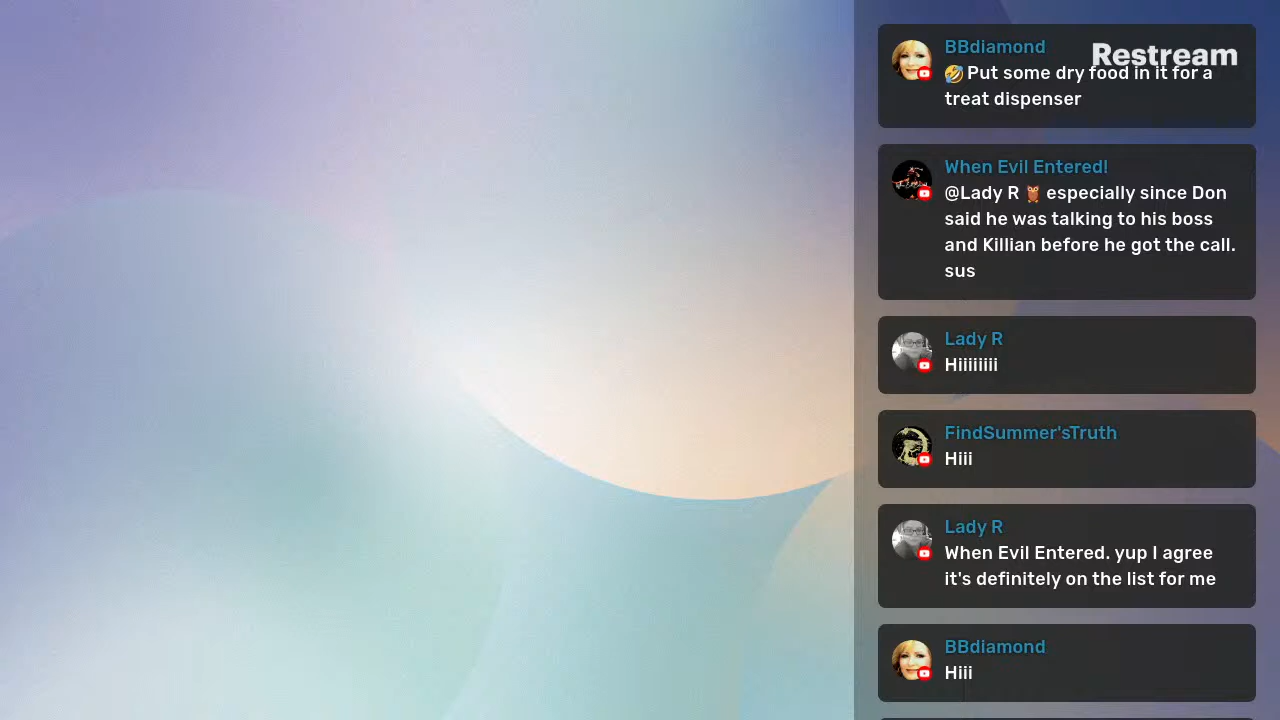 BBdiamond
Restream
🤣Put some dry food in it for a
treat dispenser
When Evil Entered!
@Lady R 🦉 especially since Don
said he was talking to his boss
and Killian before he got the call.
sus
Lady R
Hiiiiiiii
FindSummer'sTruth
Hiii
Lady R
When Evil Entered. yup I agree
it's definitely on the list for me
BBdiamond
Hiii